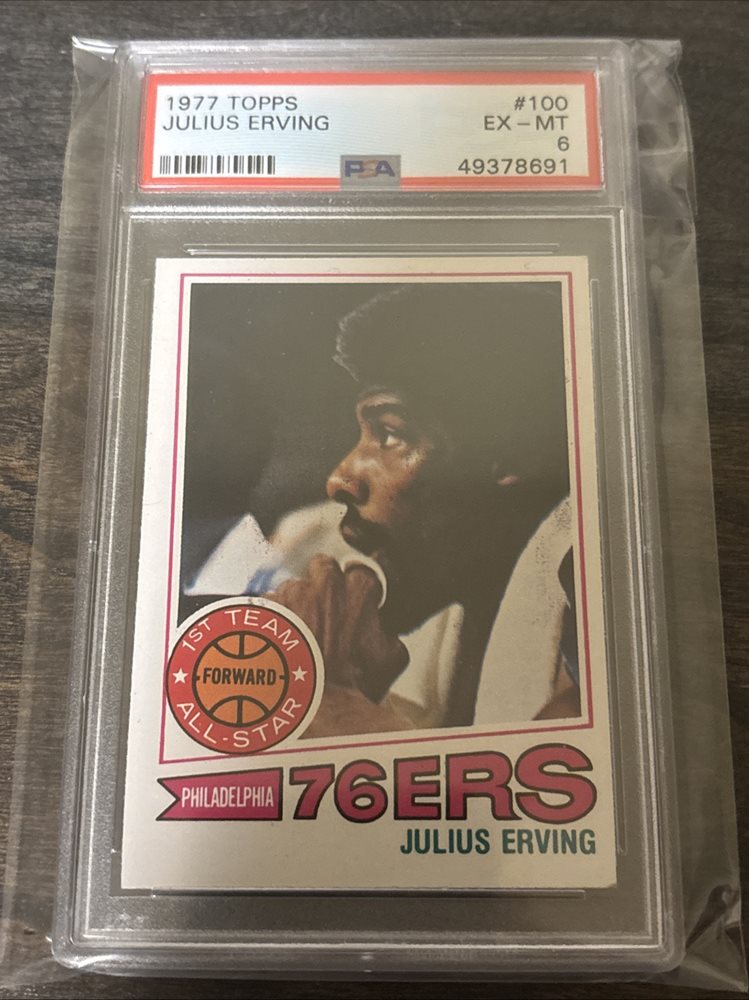 1977 TOPPS #100
JULIUS ERVING EX - MT
6
PSA 49378691
1ST TEAM
FORWARD
ALL-STAR
PHILADELPHIA 76ERS
JULIUS ERVING